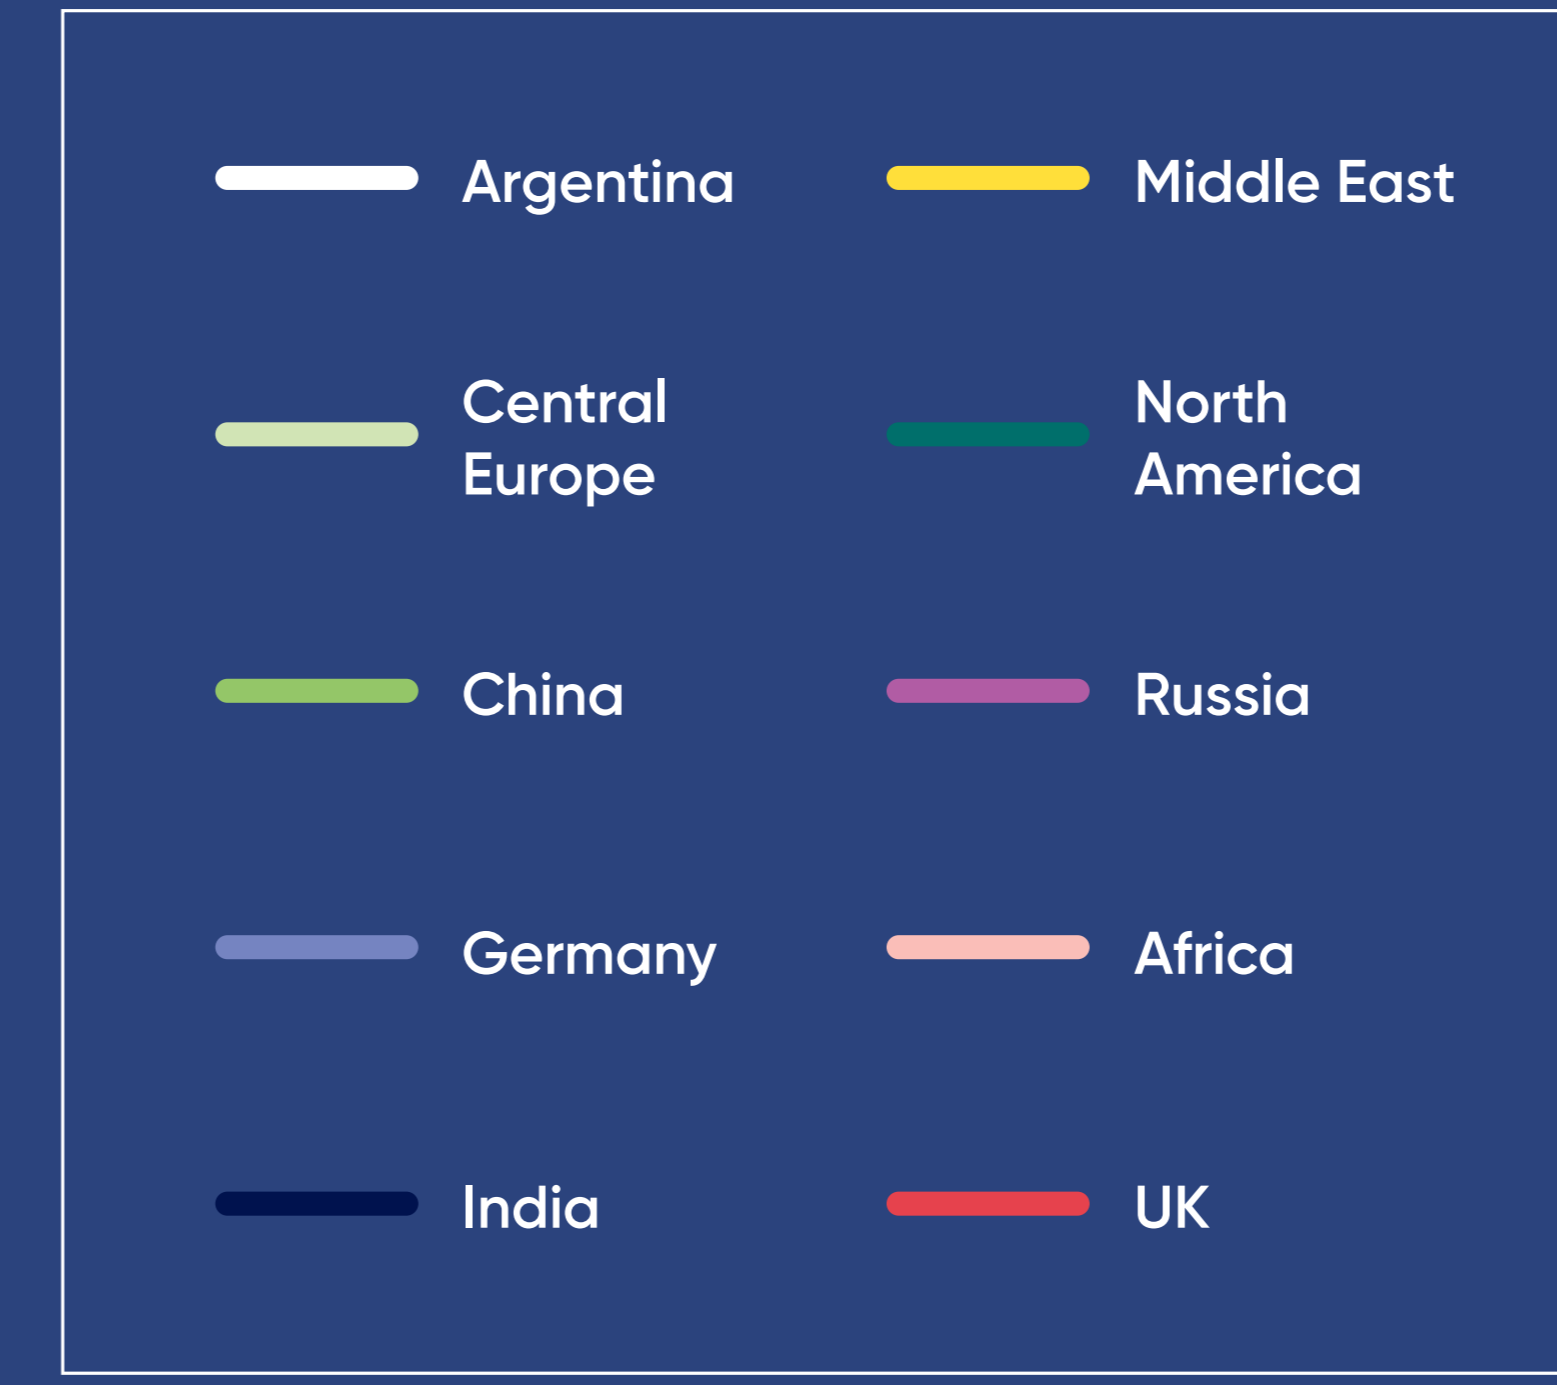 Argentina
Middle East
Central
Europe
North
America
China
Russia
Germany
Africa
India
UK